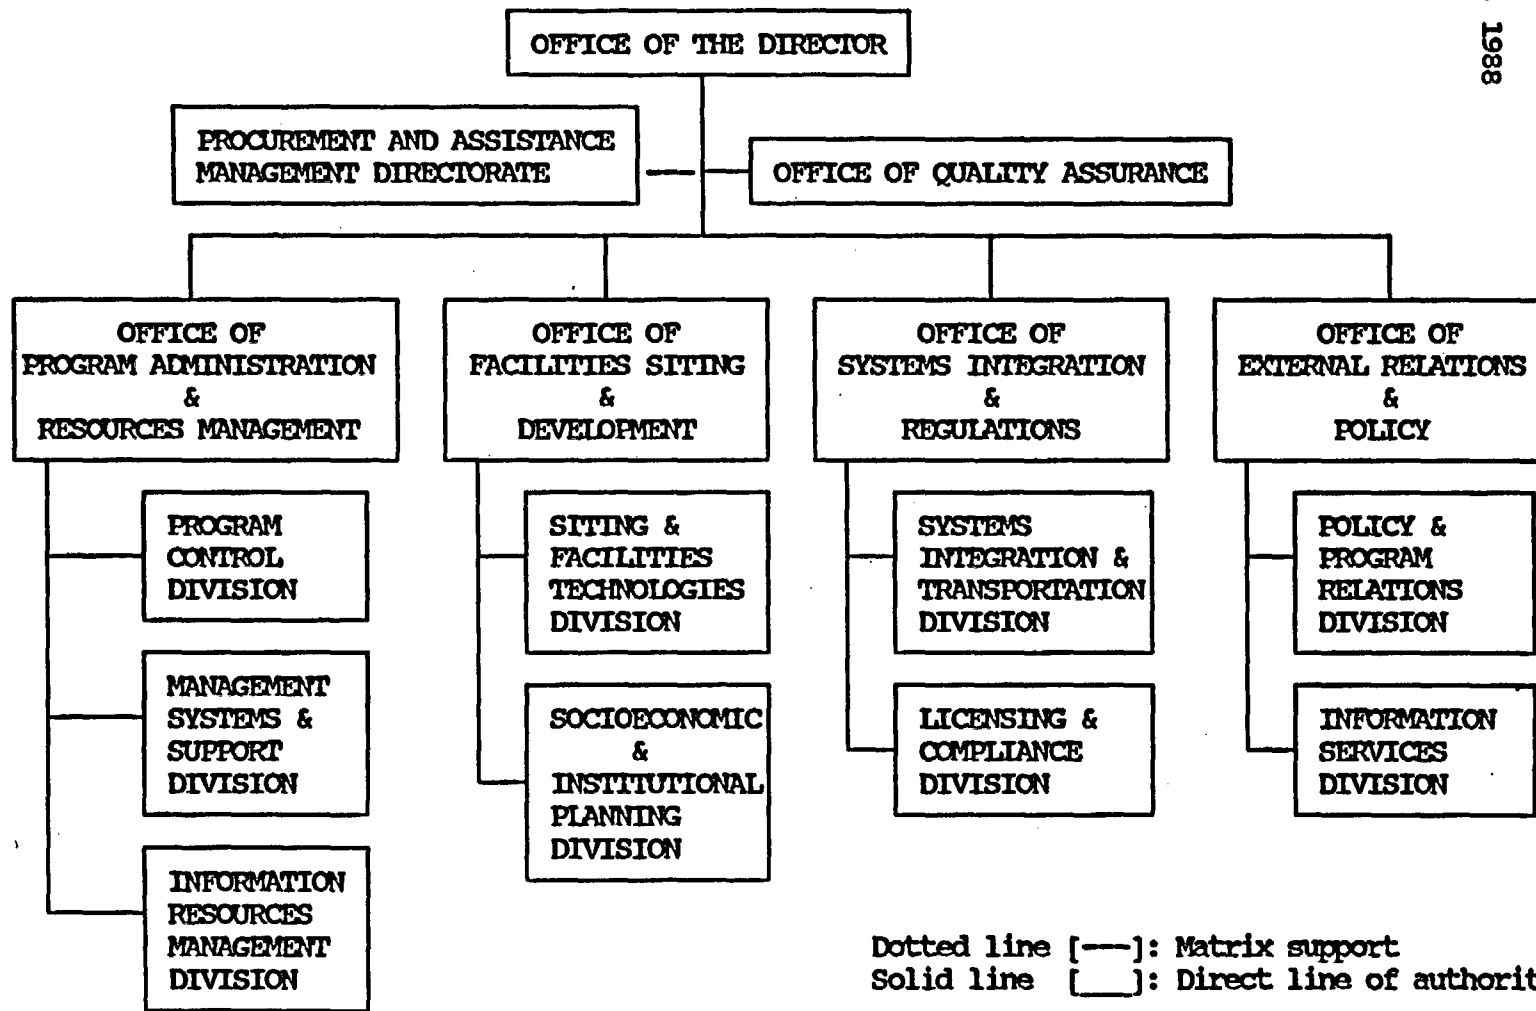 1988
OFFICE OF THE DIRECTOR
PROCUREMENT AND ASSISTANCE
MANAGEMENT DIRECTORATE
OFFICE OF QUALITY ASSURANCE
OFFICE OF
PROGRAM ADMINISTRATION
&
RESOURCES MANAGEMENT
OFFICE OF
FACILITIES SITING
&
DEVELOPMENT
OFFICE OF
SYSTEMS INTEGRATION
&
REGULATIONS
OFFICE OF
EXTERNAL RELATIONS
&
POLICY
PROGRAM
CONTROL
DIVISION
MANAGEMENT
SYSTEMS &
SUPPORT
DIVISION
INFORMATION
RESOURCES
MANAGEMENT
DIVISION
SITING &
FACILITIES
TECHNOLOGIES
DIVISION
SOCIOECONOMIC
&
INSTITUTIONAL
PLANNING
DIVISION
SYSTEMS
INTEGRATION &
TRANSPORTATION
DIVISION
LICENSING &
COMPLIANCE
DIVISION
POLICY &
PROGRAM
RELATIONS
DIVISION
INFORMATION
SERVICES
DIVISION
Dotted line [---]: Matrix support
Solid line [___]: Direct line of authorit